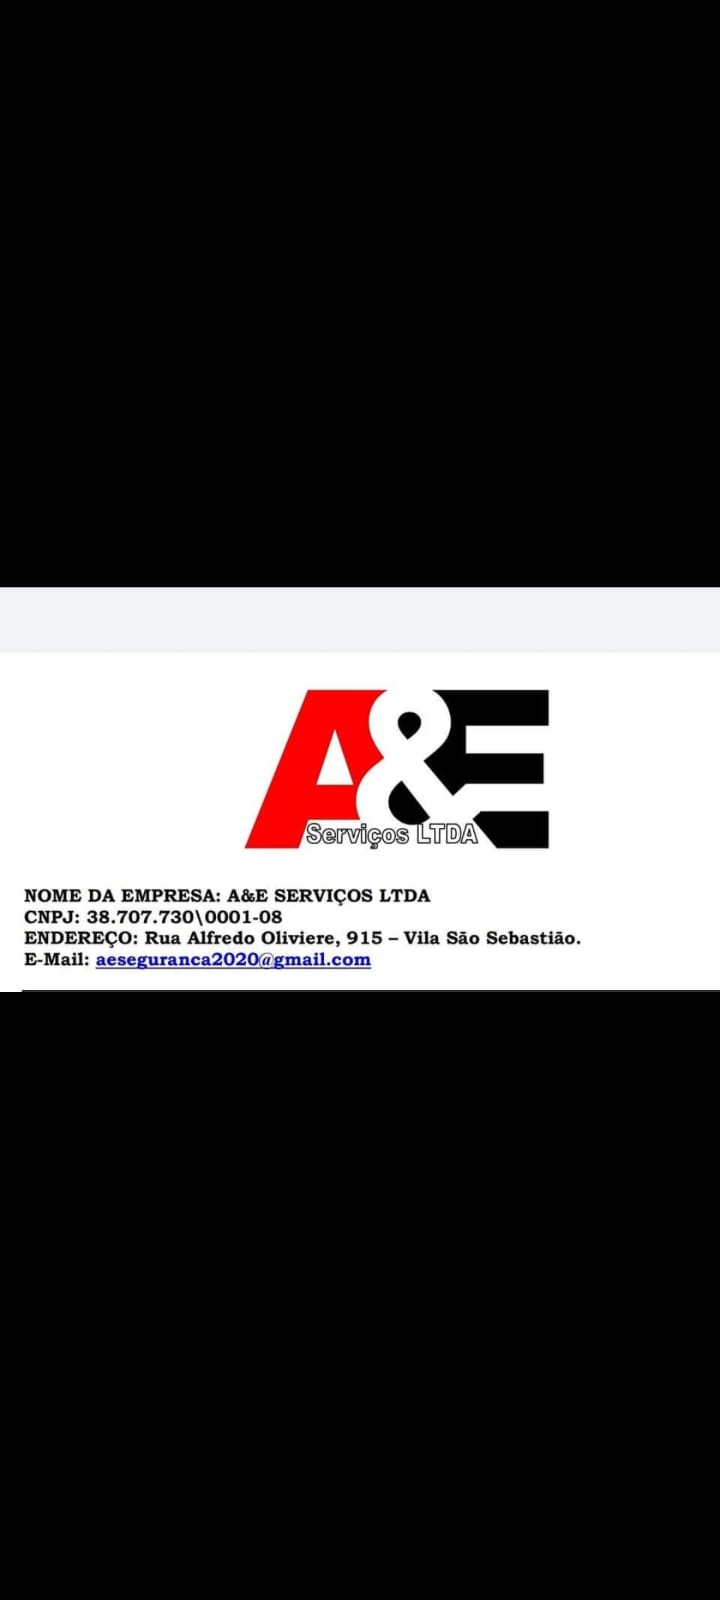 A&E
Serviços LTDA
NOME DA EMPRESA: A&E SERVIÇOS LTDA
CNPJ: 38.707.730\0001-08
ENDEREÇO: Rua Alfredo Oliviere, 915 – Vila São Sebastião.
E-Mail: aeseguranca2020@gmail.com